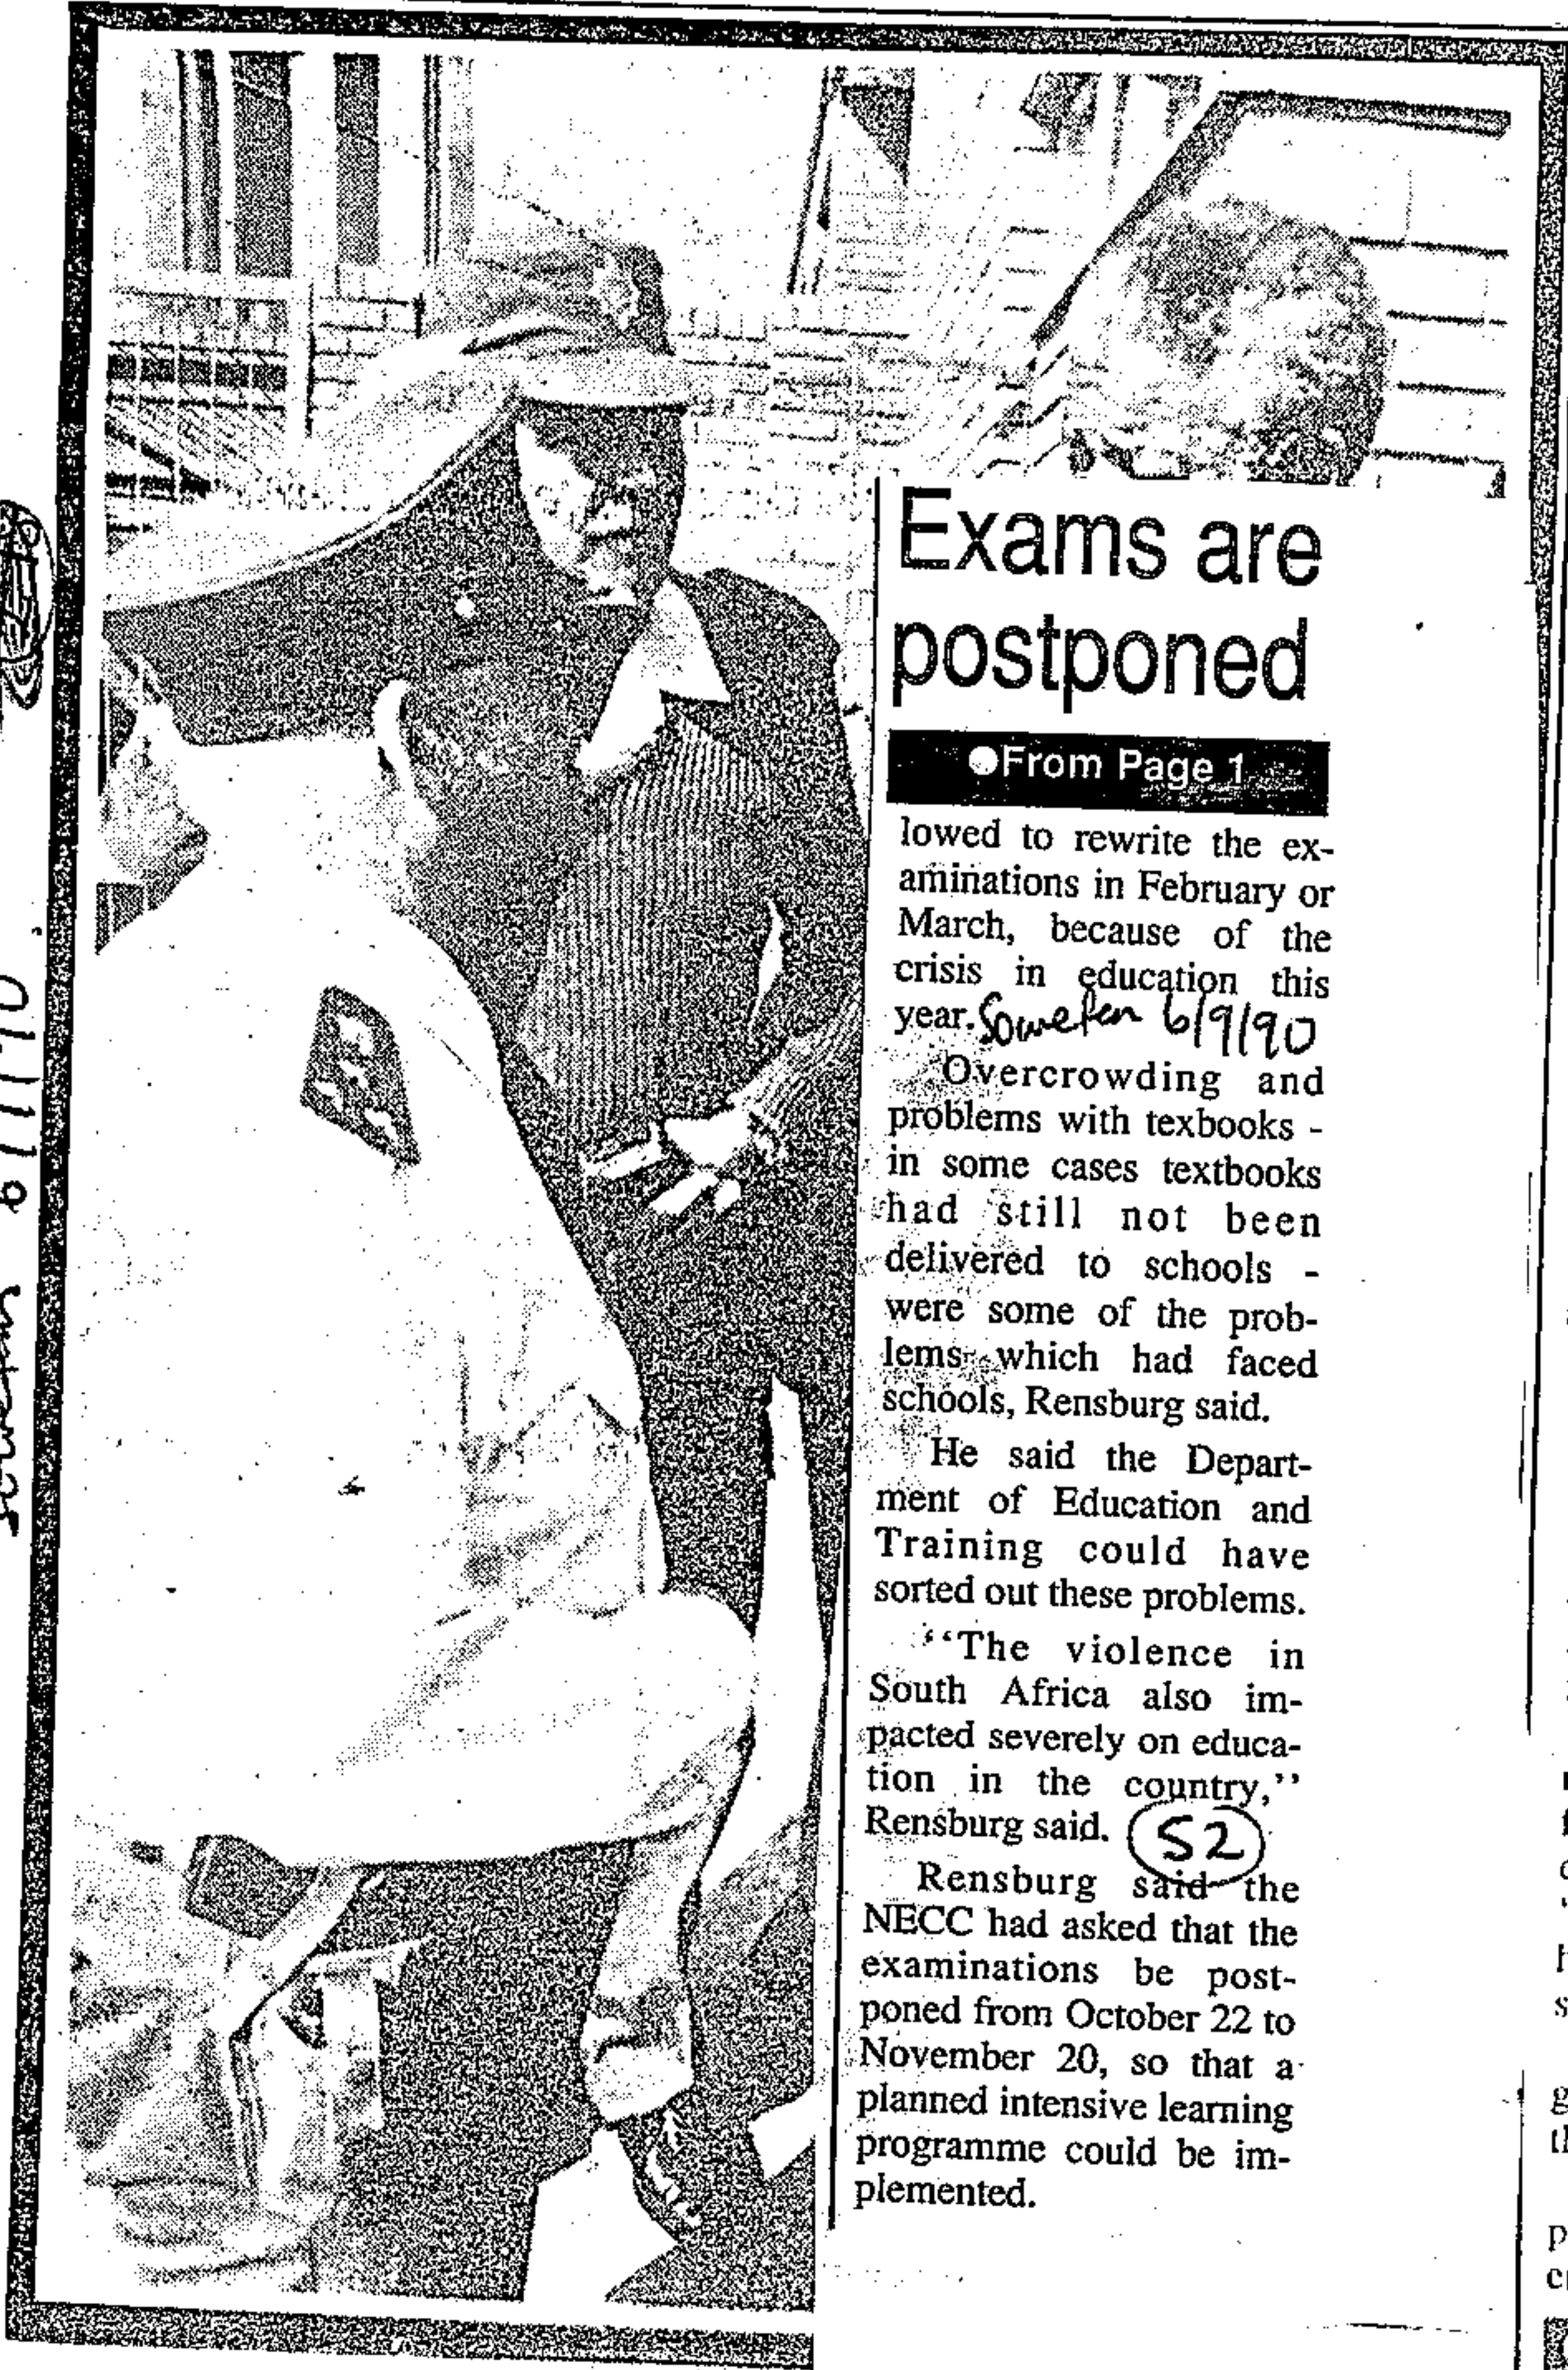 Exams are
postponed
●From Page 1
lowed to rewrite the ex-
aminations in February or
March, because of the
crisis in education this
year. Sowetan 6/9/90
Overcrowding and
problems with texbooks -
in some cases textbooks
had still not been
delivered to schools -
were some of the prob-
lems which had faced
schools, Rensburg said.
He said the Depart-
ment of Education and
Training could have
sorted out these problems.
‘‘The violence in
South Africa also im-
pacted severely on educa-
tion in the country,’’
Rensburg said. 52
Rensburg said the
NECC had asked that the
examinations be post-
poned from October 22 to
November 20, so that a
planned intensive learning
programme could be im-
plemented.